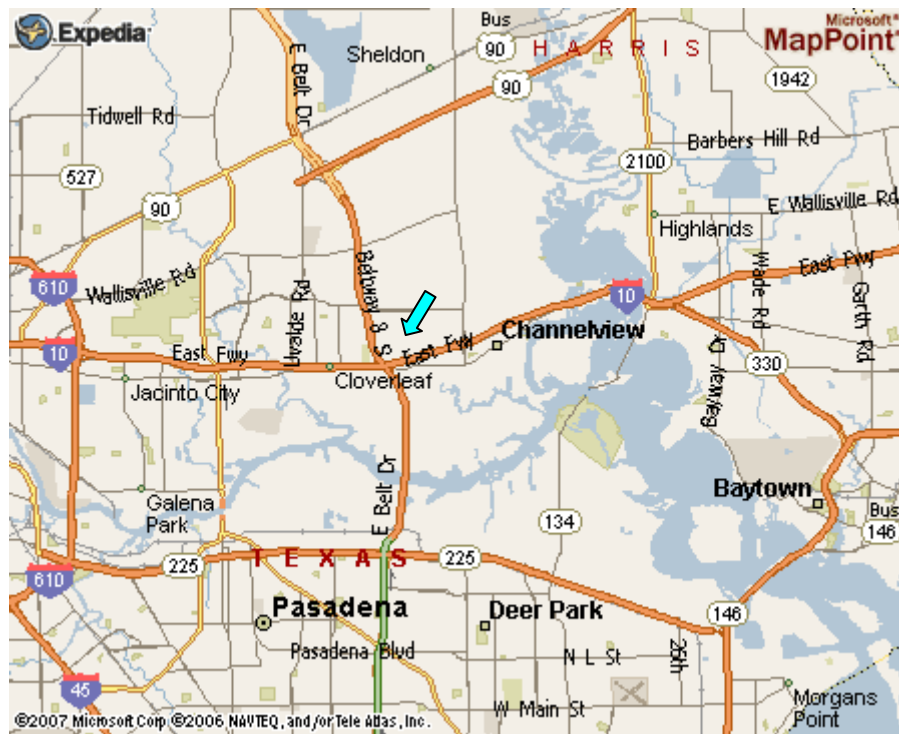 Expedia
Bus
90
H A R R I S
Microsoft®
MapPoint®
Sheldon
E Belt Dr
90
1942
Tidwell Rd
Barbers Hill Rd
2100
527
90
E Wallisville Rd
Highlands
Wallisville Rd
Beltway 8 S
East Fwy
Wade Rd
Garth Rd
610
Uvalde Rd
10
10
East Fwy
East Fwy
Channelview
Cloverleaf
Jacinto City
Bayway Dr
330
E Belt Dr
Baytown
Galena
Park
134
Bus
146
225
T E X A S
225
610
Pasadena
Deer Park
146
Pasadena Blvd
N L St
26th
45
W Main St
Morgans
Point
©2007 Microsoft Corp ©2006 NAVTEQ, and/or Tele Atlas, Inc.